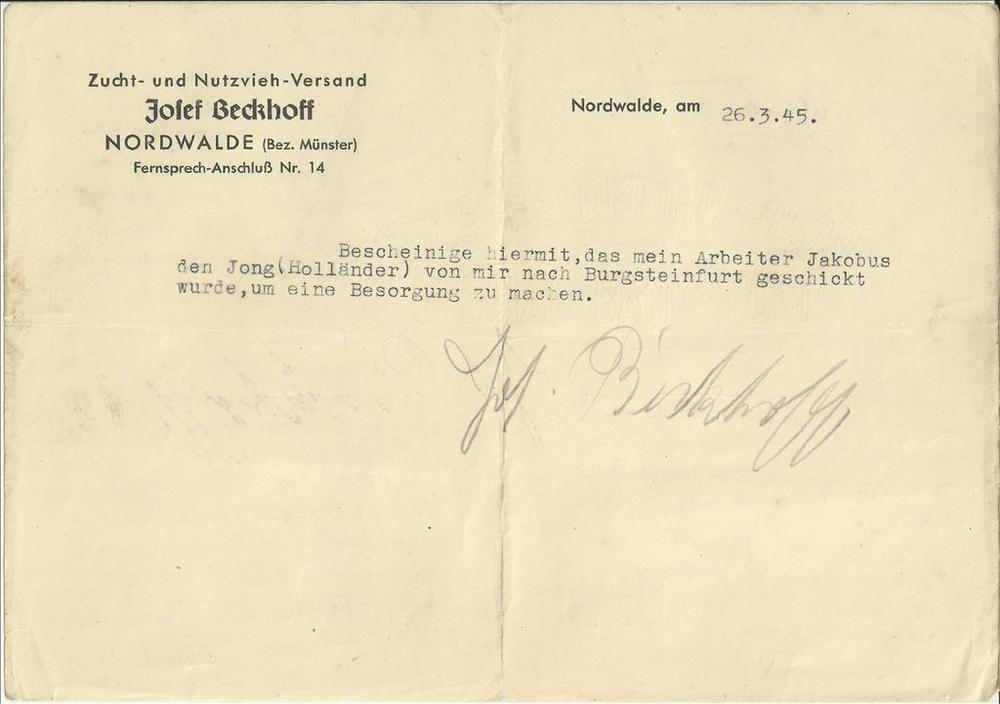 Zucht- und Nutzvieh-Versand
Josef Beckhoff
NORDWALDE (Bez. Münster)
Fernsprech-Anschluß Nr. 14
Nordwalde, am 26.3.45.
Bescheinige hiermit,das mein Arbeiter Jakobus
den Jong(Holländer) von mir nach Burgsteinfurt geschickt
wurde,um eine Besorgung zu machen.
Jos. Beckhoff